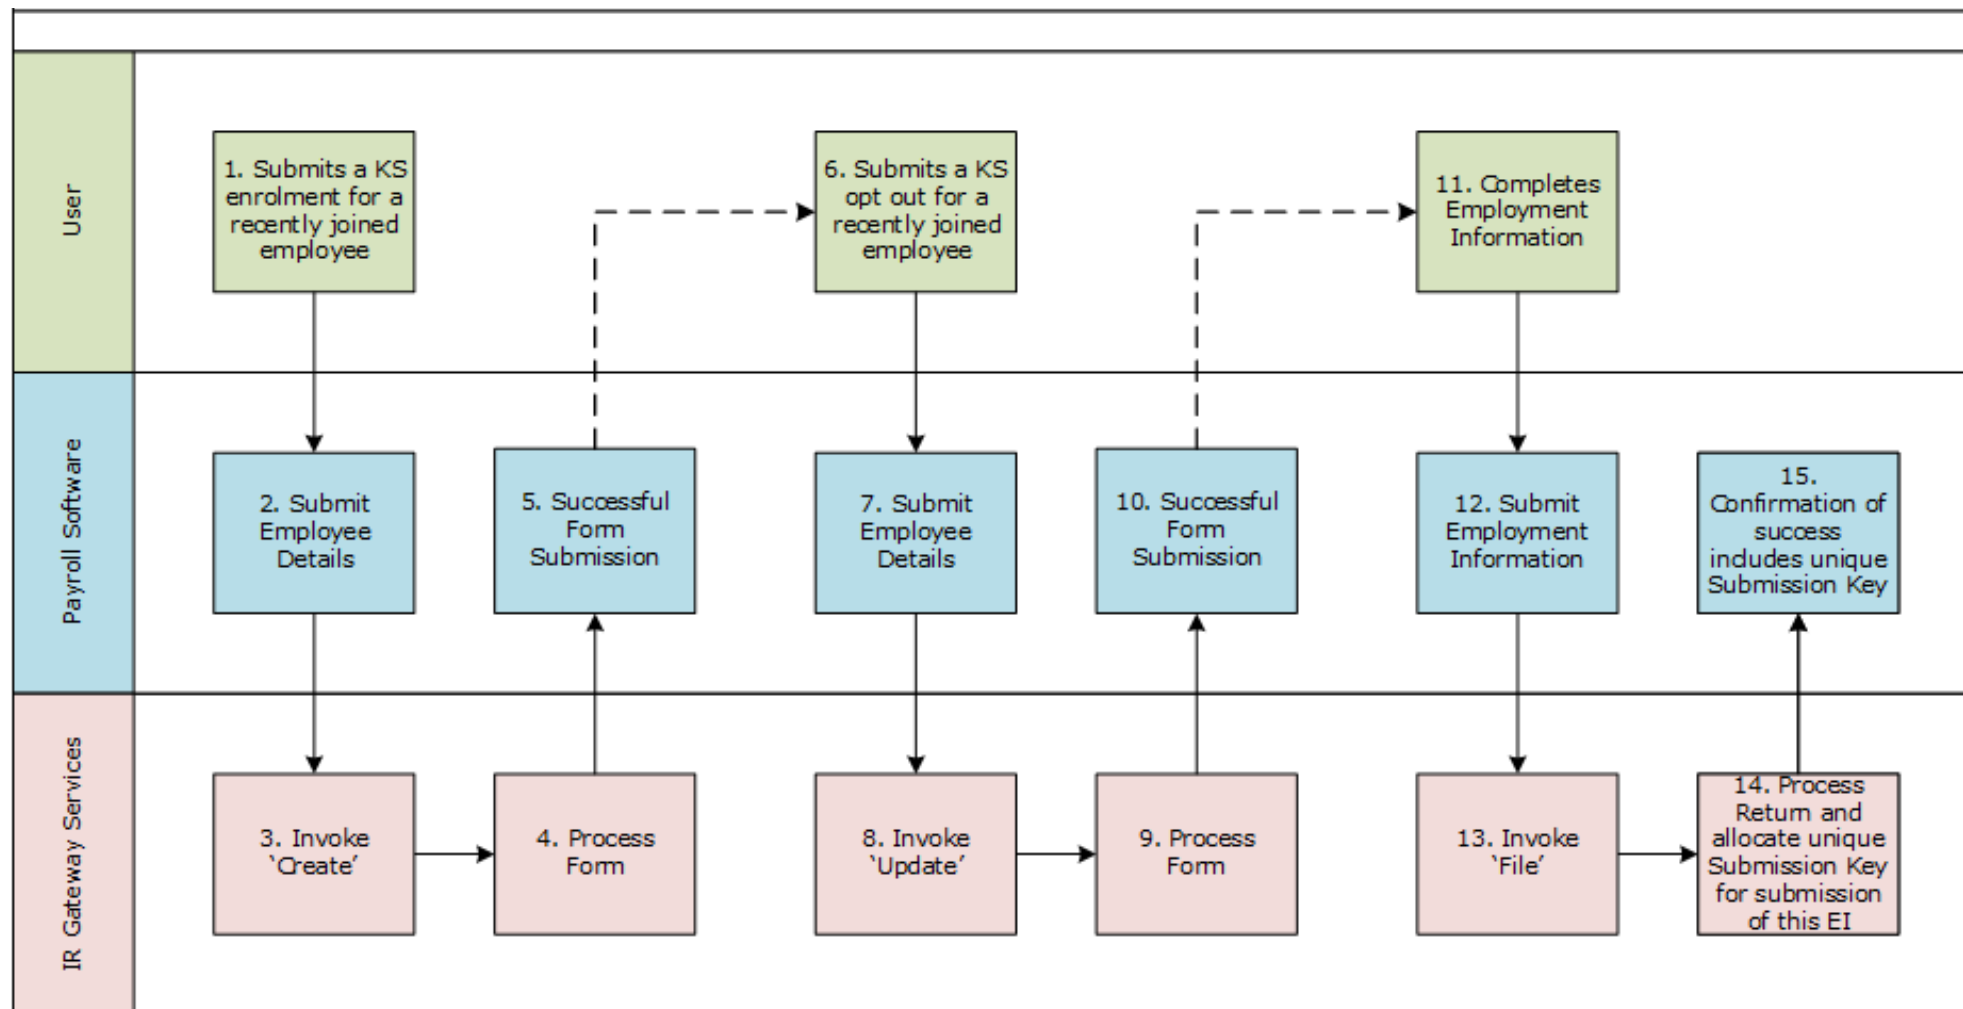 User
1. Submits a KS
enrolment for a
recently joined
employee
6. Submits a KS
opt out for a
recently joined
employee
11. Completes
Employment
Information
Payroll Software
2. Submit
Employee
Details
5. Successful
Form
Submission
7. Submit
Employee
Details
10. Successful
Form
Submission
12. Submit
Employment
Information
15.
Confirmation of
success
includes unique
Submission Key
IR Gateway Services
3. Invoke
‘Create’
4. Process
Form
8. Invoke
‘Update’
9. Process
Form
13. Invoke
‘File’
14. Process
Return and
allocate unique
Submission Key
for submission
of this EI